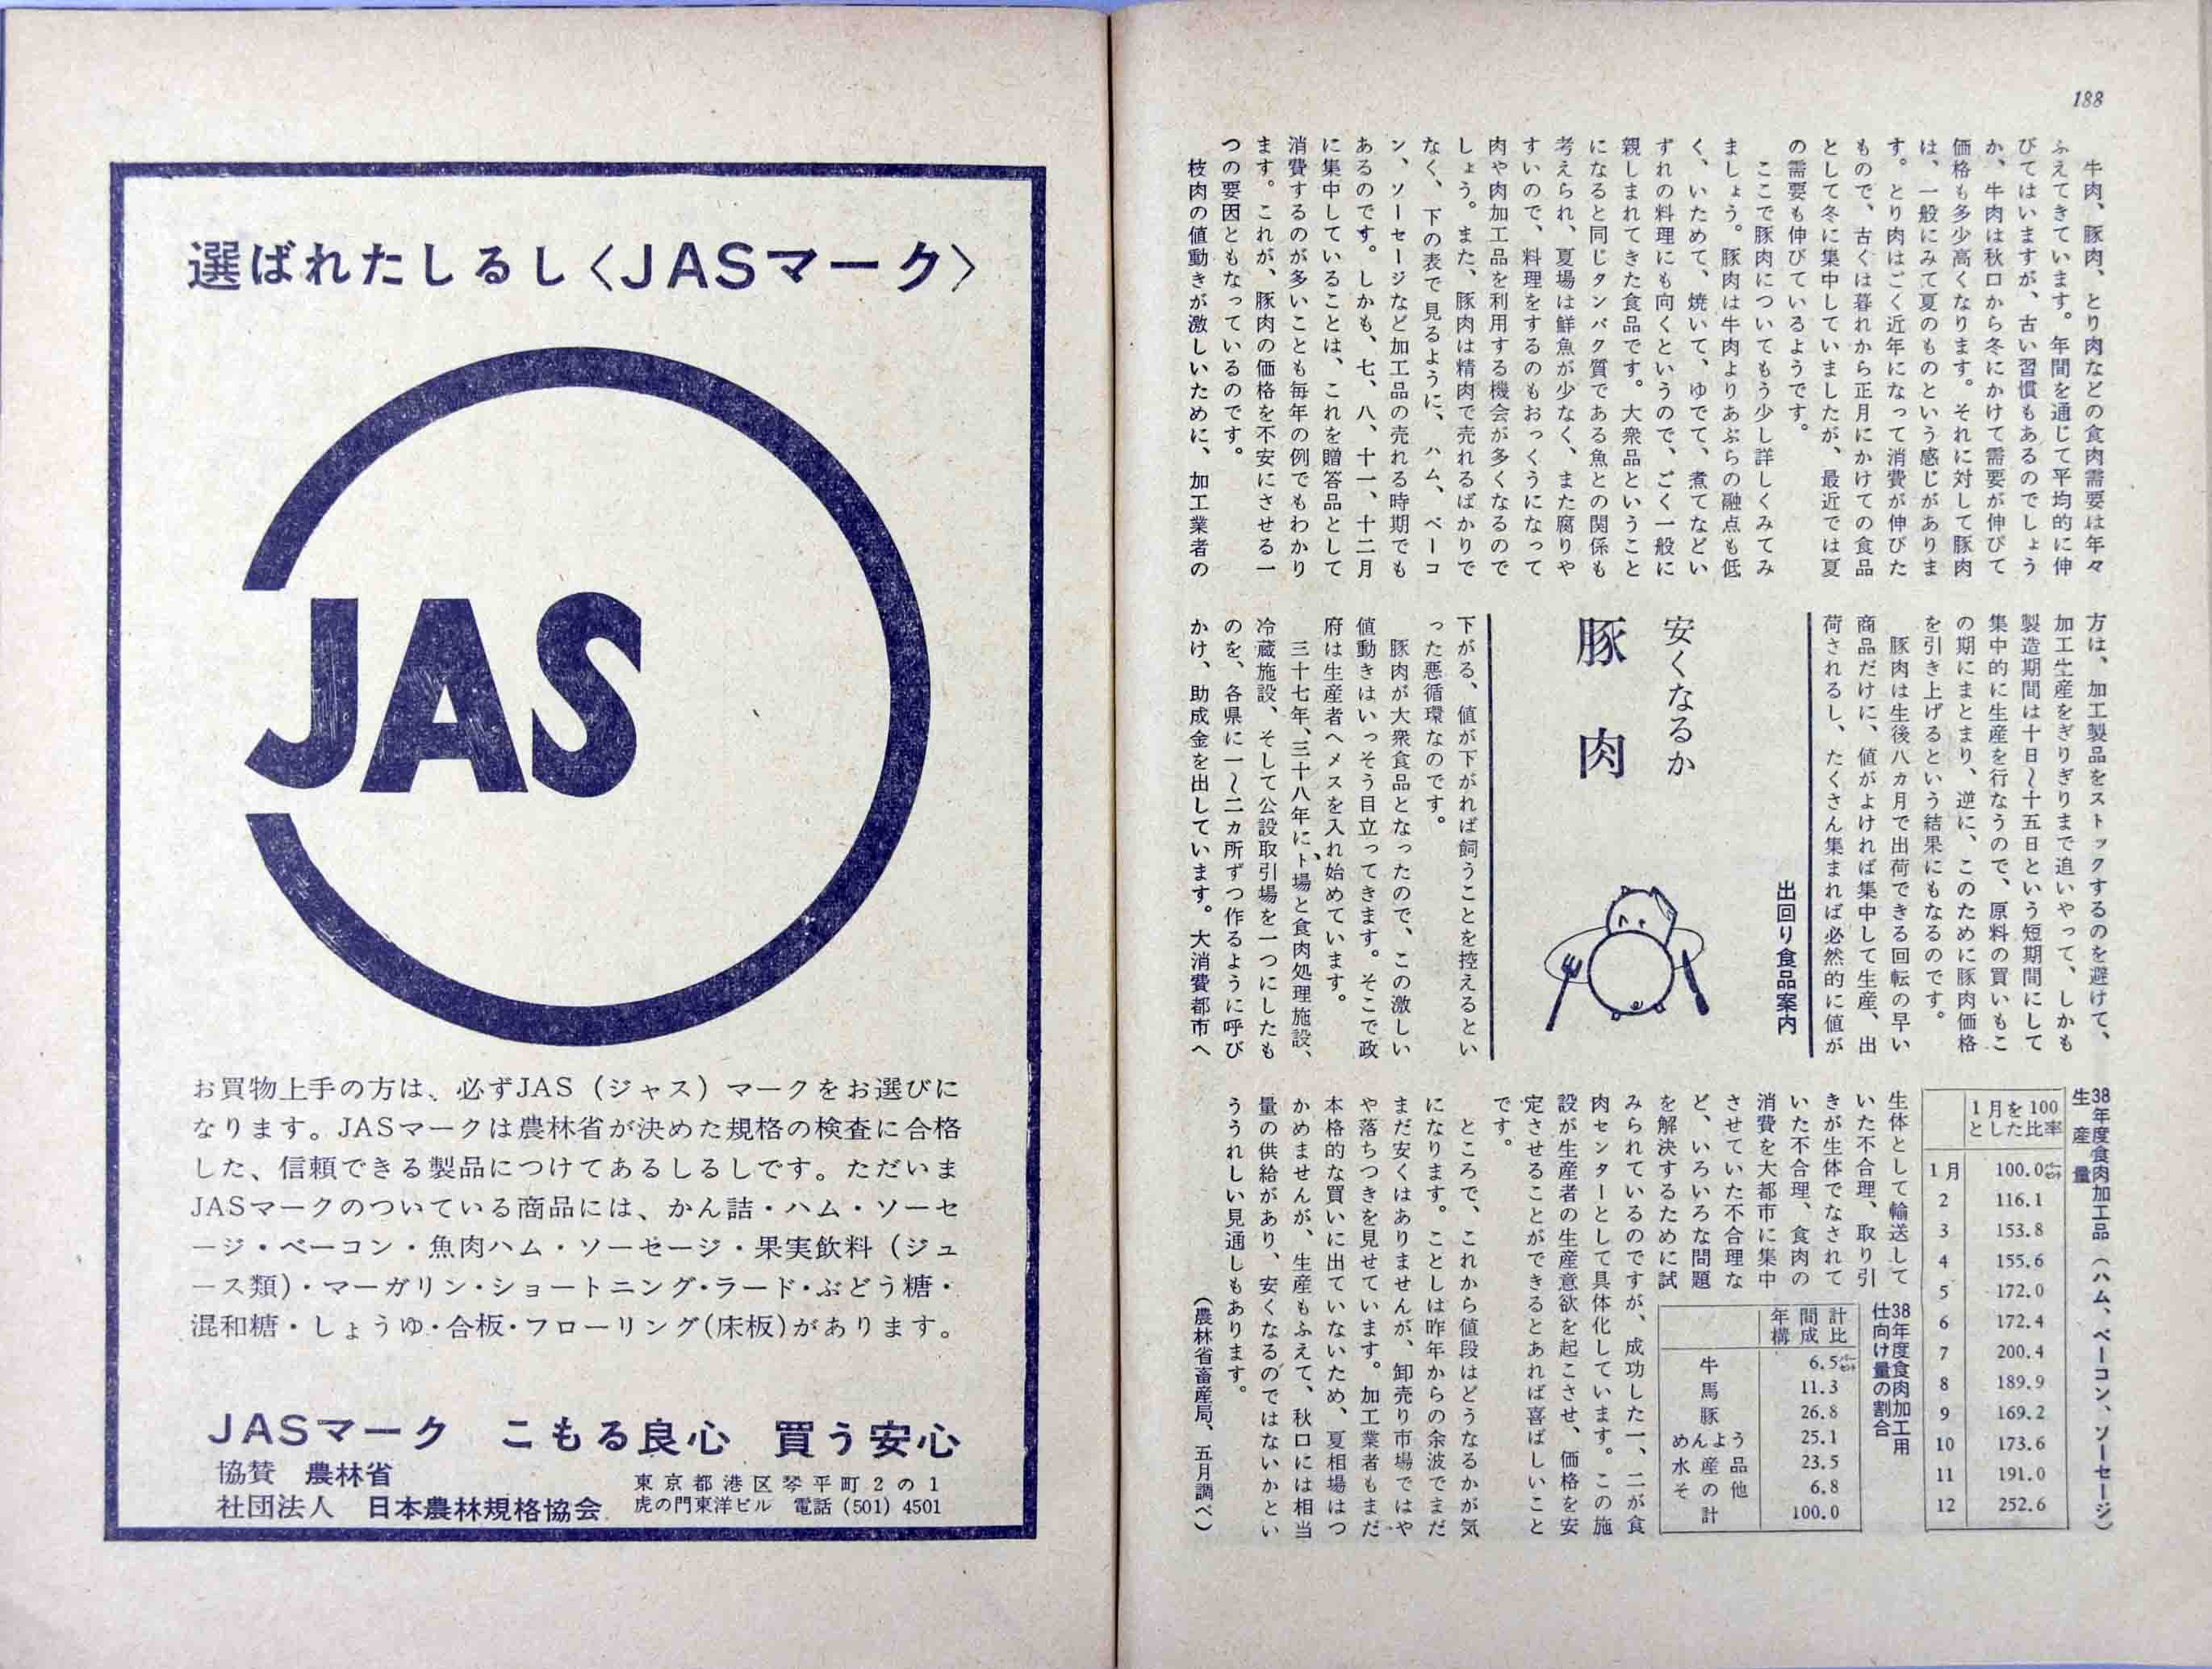 188
牛肉、豚肉、とり肉などの食肉需要は年々
ふえてきています。年間を通じて平均的に伸
びてはいますが、古い習慣もあるのでしょう
か、牛肉は秋口から冬にかけて需要が伸びて
価格も多少高くなります。それに対して豚肉
は、一般にみて夏のものという感じがありま
す。とり肉はごく近年になって消費が伸びた
もので、古くは暮れから正月にかけての食品
として冬に集中していましたが、最近では夏
の需要も伸びているようです。
ここで豚肉についてもう少し詳しくみてみ
ましょう。豚肉は牛肉よりあぶらの融点も低
く、いためて、焼いて、ゆでて、煮てなどい
ずれの料理にも向くというので、ごく一般に
親しまれてきた食品です。大衆品ということ
になると同じタンパク質である魚との関係も
考えられ、夏場は鮮魚が少なく、また腐りや
すいので、料理をするのもおっくうになって
肉や肉加工品を利用する機会が多くなるので
しょう。また、豚肉は精肉で売れるばかりで
なく、下の表で見るように、ハム、ベーコ
ン、ソーセージなど加工品の売れる時期でも
あるのです。しかも、七、八、十一、十二月
に集中していることは、これを贈答品として
消費するのが多いことも毎年の例でもわかり
ます。これが、豚肉の価格を不安にさせる一
つの要因ともなっているのです。
枝肉の値動きが激しいために、加工業者の
方は、加工製品をストックするのを避けて、
加工生産をぎりぎりまで追いやって、しかも
製造期間は十日〜十五日という短期間にして
集中的に生産を行なうので、原料の買いもこ
の期にまとまり、逆に、このために豚肉価格
を引き上げるという結果にもなるのです。
豚肉は生後八カ月で出荷できる回転の早い
商品だけに、値がよければ集中して生産、出
荷されるし、たくさん集まれば必然的に値が
出回り食品案内
安くなるか
豚肉
下がる、値が下がれば飼うことを控えるとい
った悪循環なのです。
豚肉が大衆食品となったので、この激しい
値動きはいっそう目立ってきます。そこで政
府は生産者へメスを入れ始めています。
三十七年、三十八年に、ト場と食肉処理施設、
冷蔵施設、そして公設取引場を一つにしたも
のを、各県に一〜二カ所ずつ作るように呼び
かけ、助成金を出しています。大消費都市へ
38年度食肉加工品（ハム、ベーコン、ソーセージ）
生産量
1月を100とした比率
1月 100.0パーセント
2 116.1
3 153.8
4 155.6
5 172.0
6 172.4
7 200.4
8 189.9
9 169.2
10 173.6
11 191.0
12 252.6
生体として輸送して
いた不合理、取り引
きが生体でなされて
いた不合理、食肉の
消費を大都市に集中
させていた不合理な
ど、いろいろな問題
を解決するために試
みられているのですが、成功した一、二が食
肉センターとして具体化しています。この施
設が生産者の生産意欲を起こさせ、価格を安
定させることができるとあれば喜ばしいこと
です。
38年度食肉加工用
仕向け量の割合
年間計
構成比
牛 6.5パーセント
馬 11.3
豚 26.8
めんよう 25.1
水産品 23.5
その他 6.8
計 100.0
ところで、これから値段はどうなるかが気
になります。ことしは昨年からの余波でまだ
まだ安くはありませんが、卸売り市場ではや
や落ちつきを見せています。加工業者もまだ
本格的な買いに出ていないため、夏相場はつ
かめませんが、生産もふえて、秋口には相当
量の供給があり、安くなるのではないかとい
ううれしい見通しもあります。
（農林省畜産局、五月調べ）
選ばれたしるし〈JASマーク〉
JAS
お買物上手の方は、必ずJAS（ジャス）マークをお選びに
なります。JASマークは農林省が決めた規格の検査に合格
した、信頼できる製品につけてあるしるしです。ただいま
JASマークのついている商品には、かん詰・ハム・ソーセ
ージ・ベーコン・魚肉ハム・ソーセージ・果実飲料（ジュ
ース類）・マーガリン・ショートニング・ラード・ぶどう糖・
混和糖・しょうゆ・合板・フローリング(床板)があります。
JASマーク こもる良心 買う安心
協賛 農林省
社団法人 日本農林規格協会
東京都港区琴平町2の1
虎の門東洋ビル 電話 (501) 4501